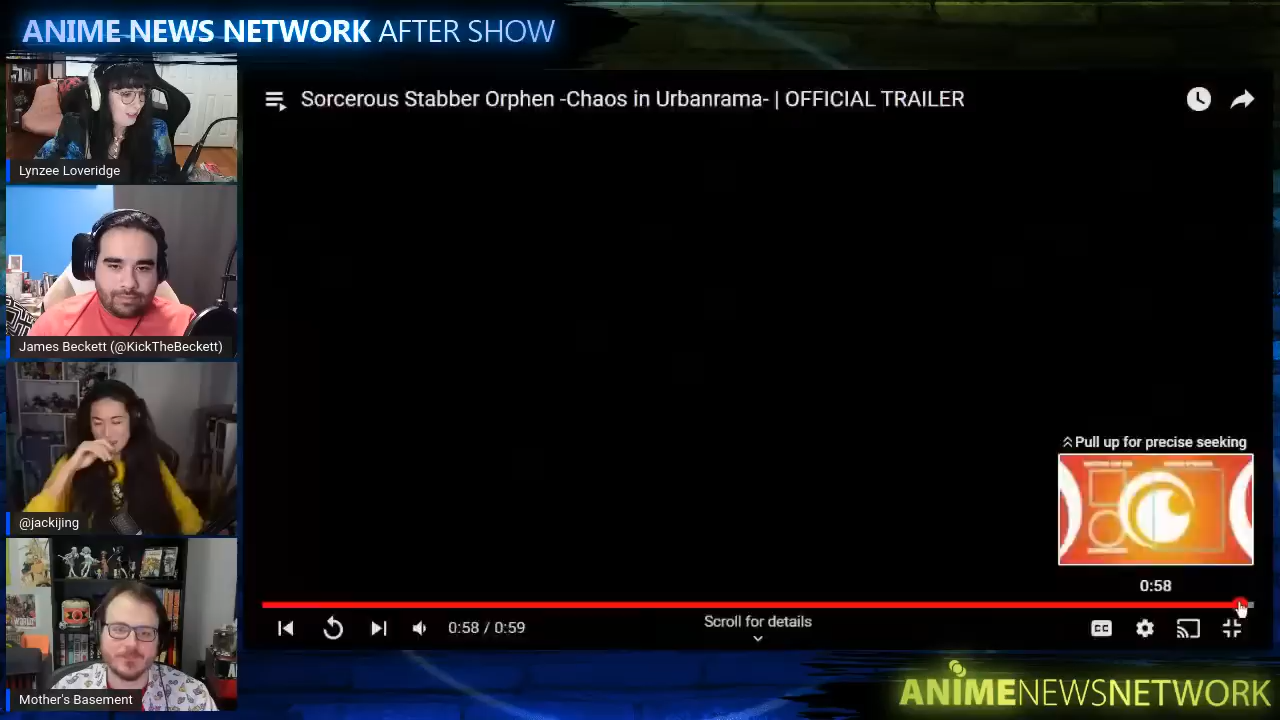 ANIME NEWS NETWORK AFTER SHOW
Lynzee Loveridge
James Beckett (@KickTheBeckett)
@jackijing
Mother's Basement
Sorcerous Stabber Orphen -Chaos in Urbanrama- | OFFICIAL TRAILER
Pull up for precise seeking
0:58
0:58 / 0:59
Scroll for details
CC
ANIMENEWSNETWORK